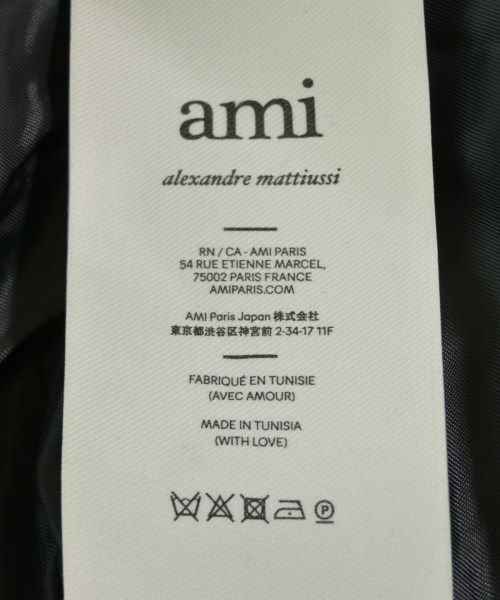 ami
alexandre mattiussi
RN / CA - AMI PARIS
54 RUE ETIENNE MARCEL,
75002 PARIS FRANCE
AMIPARIS.COM
AMI Paris Japan 株式会社
東京都渋谷区神宮前 2-34-17 11F
FABRIQUÉ EN TUNISIE
(AVEC AMOUR)
MADE IN TUNISIA
(WITH LOVE)
P